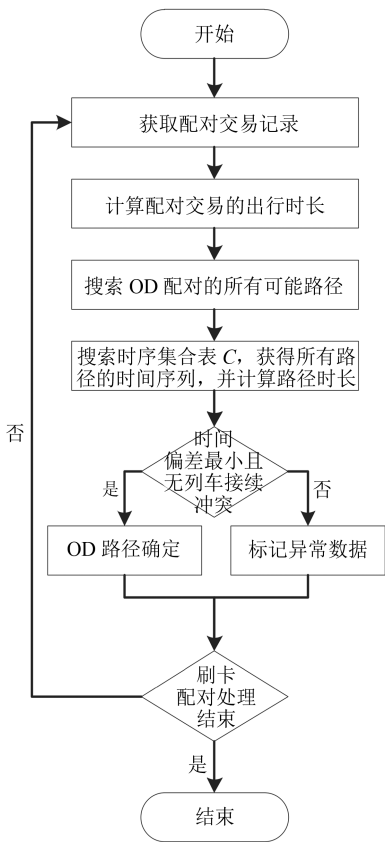 开始
获取配对交易记录
计算配对交易的出行时长
搜索 OD 配对的所有可能路径
搜索时序集合表 C，获得所有路
径的时间序列，并计算路径时长
否
时间
偏差最小且
无列车接续
冲突
是
否
OD 路径确定
标记异常数据
刷卡
配对处理
结束
是
结束